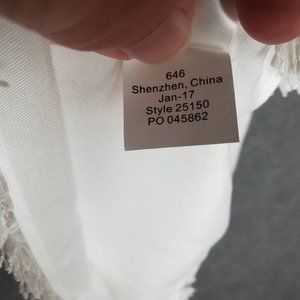 646
Shenzhen, China
Jan-17
Style 25150
PO 045862